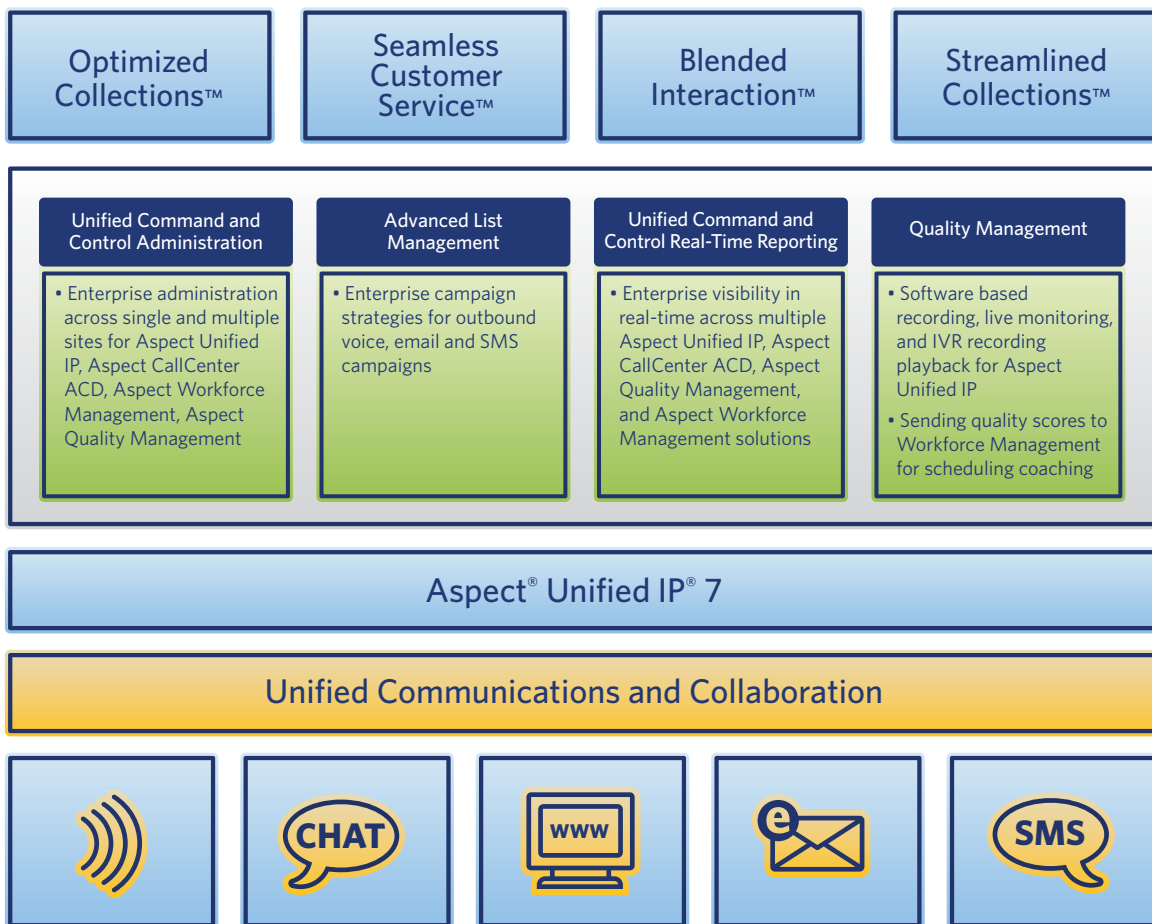 Optimized
Collections™
Seamless
Customer
Service™
Blended
Interaction™
Streamlined
Collections™
Unified Command and
Control Administration
• Enterprise administration
across single and multiple
sites for Aspect Unified
IP, Aspect CallCenter
ACD, Aspect Workforce
Management, Aspect
Quality Management
Advanced List
Management
• Enterprise campaign
strategies for outbound
voice, email and SMS
campaigns
Unified Command and
Control Real-Time Reporting
• Enterprise visibility in
real-time across multiple
Aspect Unified IP, Aspect
CallCenter ACD, Aspect
Quality Management,
and Aspect Workforce
Management solutions
Quality Management
• Software based
recording, live monitoring,
and IVR recording
playback for Aspect
Unified IP
• Sending quality scores to
Workforce Management
for scheduling coaching
Aspect® Unified IP® 7
Unified Communications and Collaboration
CHAT
www
e
SMS